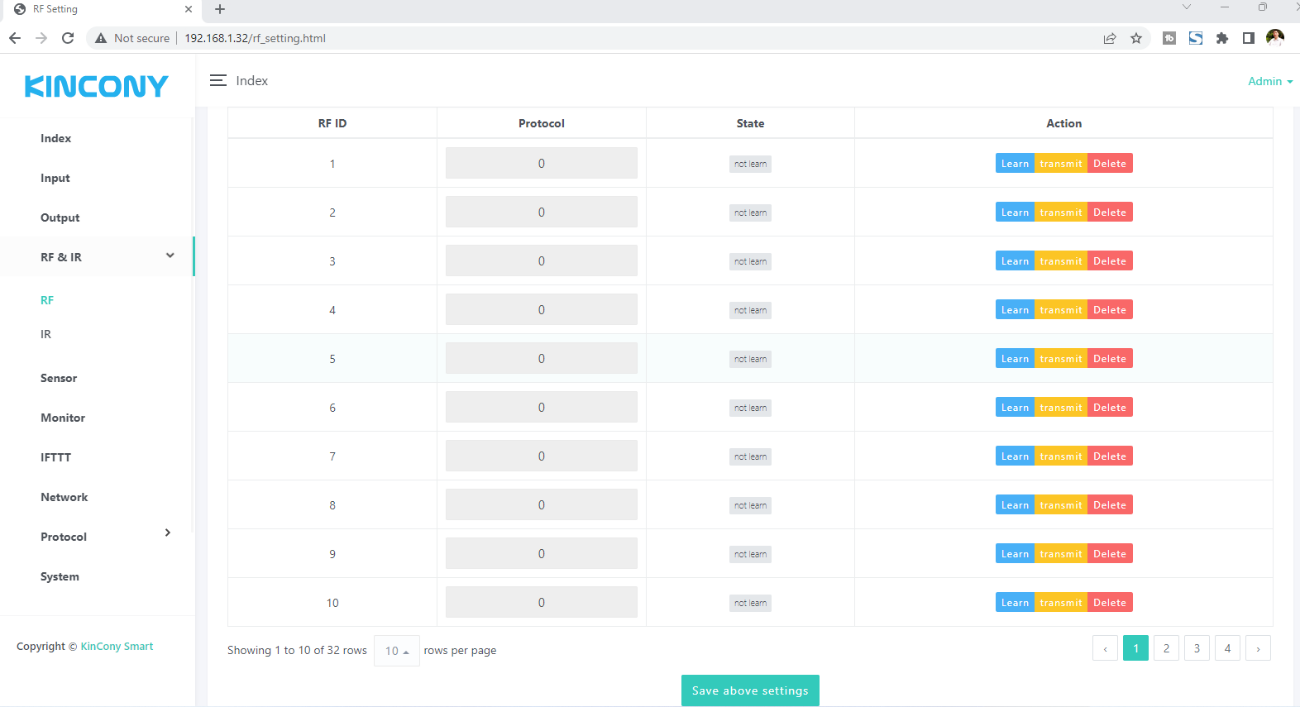 RF Setting
Not secure 192.168.1.32/rf_setting.html
KINCONY
Index
Admin
Index
Input
Output
RF & IR
RF
IR
Sensor
Monitor
IFTTT
Network
Protocol
System
Copyright © KinCony Smart
RF ID Protocol State Action
1 0 not learn Learn transmit Delete
2 0 not learn Learn transmit Delete
3 0 not learn Learn transmit Delete
4 0 not learn Learn transmit Delete
5 0 not learn Learn transmit Delete
6 0 not learn Learn transmit Delete
7 0 not learn Learn transmit Delete
8 0 not learn Learn transmit Delete
9 0 not learn Learn transmit Delete
10 0 not learn Learn transmit Delete
Showing 1 to 10 of 32 rows 10 rows per page ‹ 1 2 3 4 ›
Save above settings